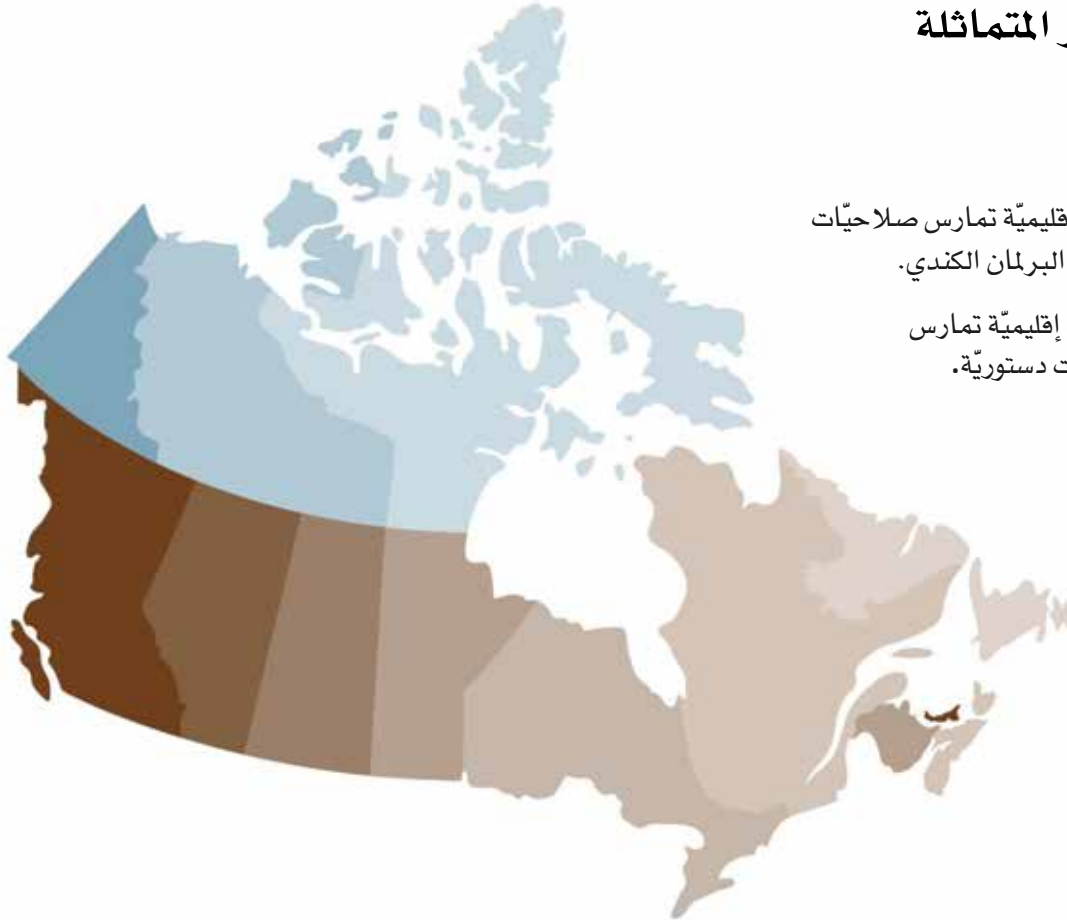 المتماثلة
قليميّة تمارس صلاحيّات
البرلمان الكندي.
إقليميّة تمارس
ت دستوريّة.